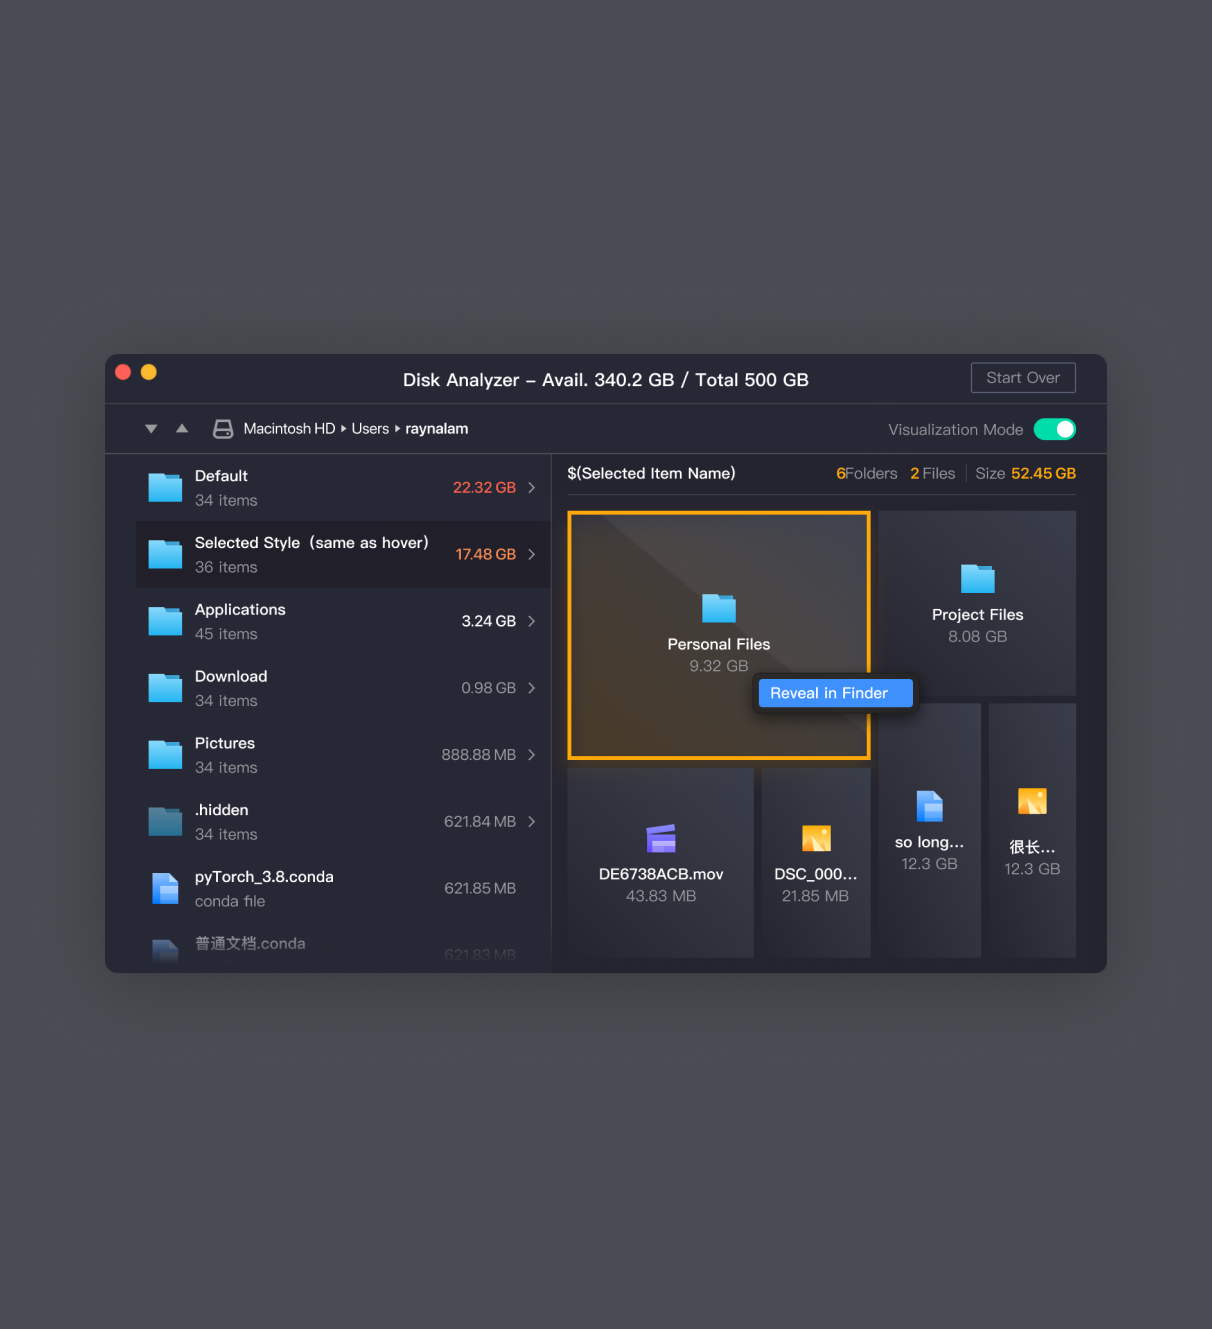 Disk Analyzer – Avail. 340.2 GB / Total 500 GB
Start Over
Macintosh HD Users raynalam
Visualization Mode
Default
34 items
22.32 GB
Selected Style（same as hover）
36 items
17.48 GB
Applications
45 items
3.24 GB
Download
34 items
0.98 GB
Pictures
34 items
888.88 MB
.hidden
34 items
621.84 MB
pyTorch_3.8.conda
conda file
621.85 MB
普通文档.conda
621.83 MB
$(Selected Item Name)
6Folders 2 Files Size 52.45 GB
Personal Files
9.32 GB
Project Files
8.08 GB
Reveal in Finder
DE6738ACB.mov
43.83 MB
DSC_000...
21.85 MB
so long...
12.3 GB
很长...
12.3 GB